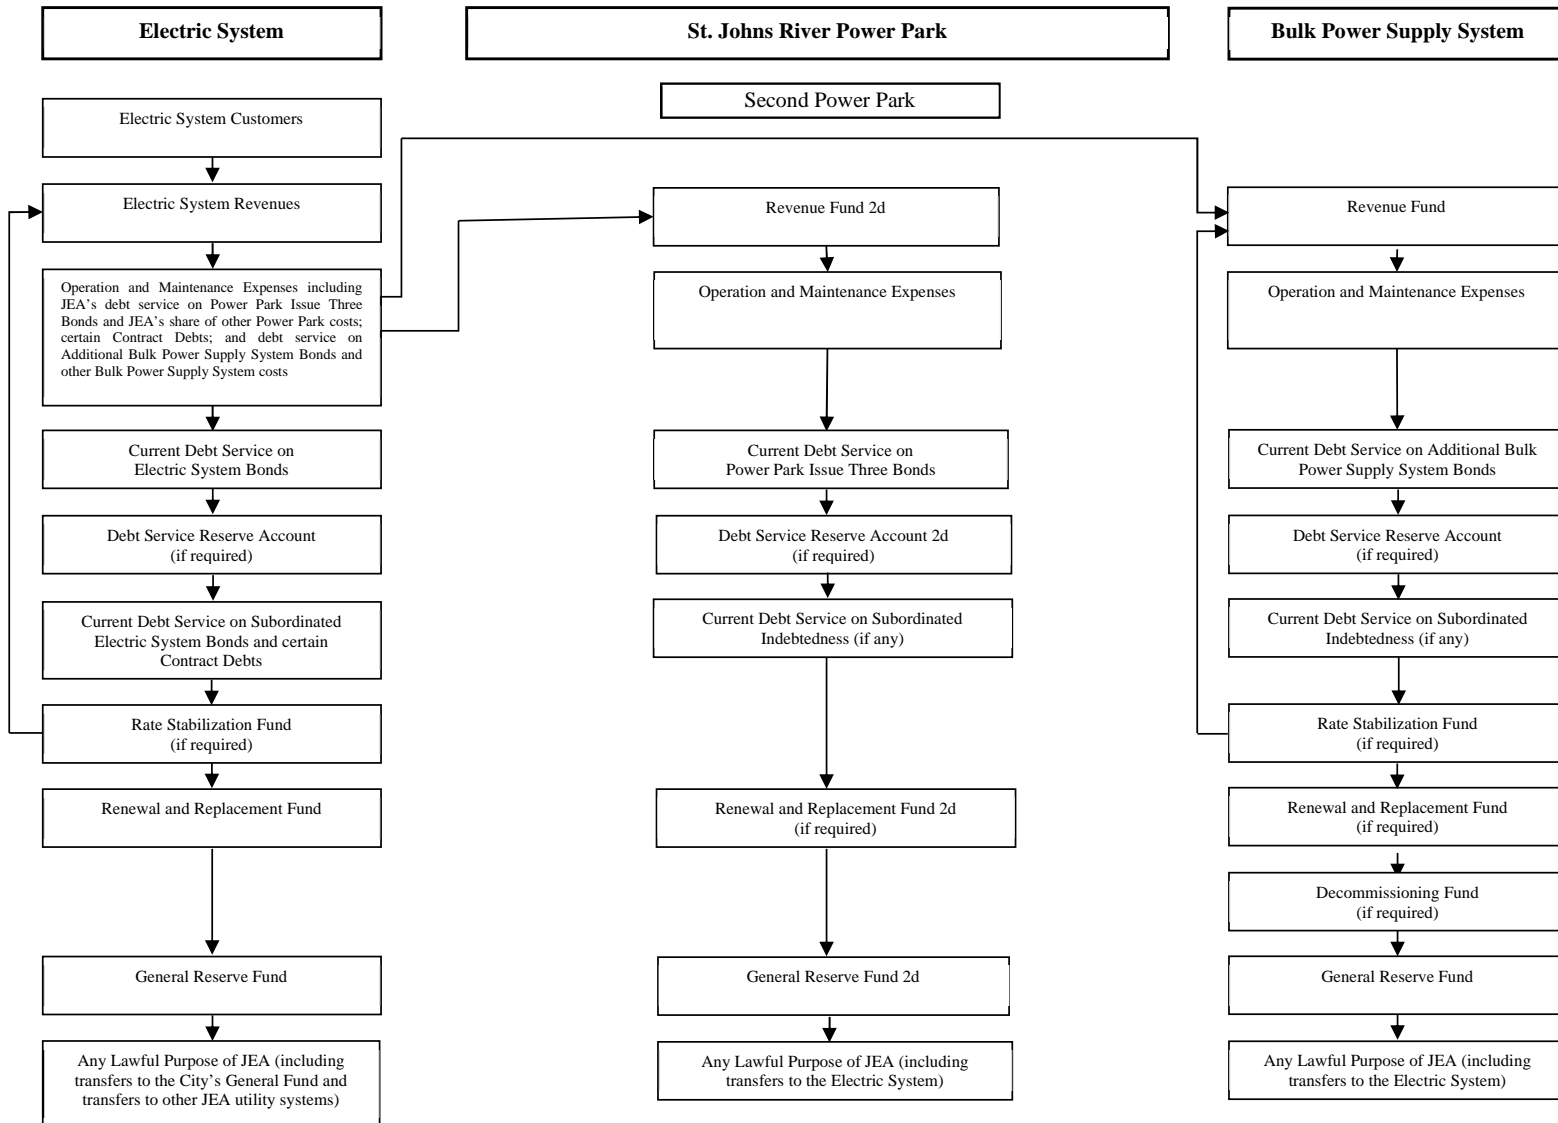 Electric System
St. Johns River Power Park
Bulk Power Supply System
Second Power Park
Electric System Customers
Electric System Revenues
Operation and Maintenance Expenses including
JEA's debt service on Power Park Issue Three
Bonds and JEA's share of other Power Park costs;
certain Contract Debts; and debt service on
Additional Bulk Power Supply System Bonds and
other Bulk Power Supply System costs
Current Debt Service on
Electric System Bonds
Debt Service Reserve Account
(if required)
Current Debt Service on Subordinated
Electric System Bonds and certain
Contract Debts
Rate Stabilization Fund
(if required)
Renewal and Replacement Fund
General Reserve Fund
Any Lawful Purpose of JEA (including
transfers to the City's General Fund and
transfers to other JEA utility systems)
Revenue Fund 2d
Operation and Maintenance Expenses
Current Debt Service on
Power Park Issue Three Bonds
Debt Service Reserve Account 2d
(if required)
Current Debt Service on Subordinated
Indebtedness (if any)
Renewal and Replacement Fund 2d
(if required)
General Reserve Fund 2d
Any Lawful Purpose of JEA (including
transfers to the Electric System)
Revenue Fund
Operation and Maintenance Expenses
Current Debt Service on Additional Bulk
Power Supply System Bonds
Debt Service Reserve Account
(if required)
Current Debt Service on Subordinated
Indebtedness (if any)
Rate Stabilization Fund
(if required)
Renewal and Replacement Fund
(if required)
Decommissioning Fund
(if required)
General Reserve Fund
Any Lawful Purpose of JEA (including
transfers to the Electric System)